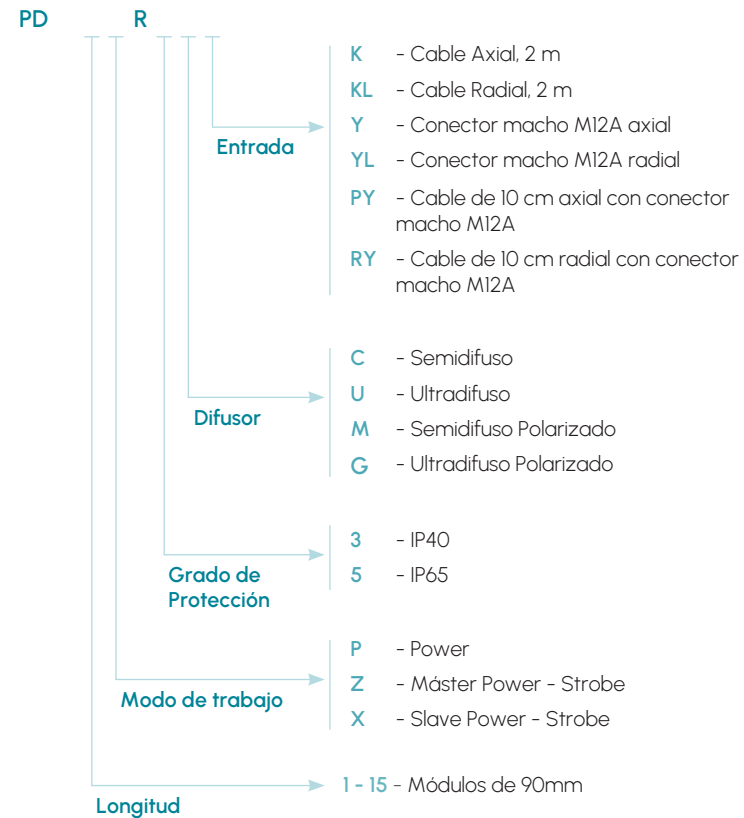 PD R
K - Cable Axial, 2 m
KL - Cable Radial, 2 m
Y - Conector macho M12A axial
Entrada
YL - Conector macho M12A radial
PY - Cable de 10 cm axial con conector
macho M12A
RY - Cable de 10 cm radial con conector
macho M12A
C - Semidifuso
U - Ultradifuso
Difusor
M - Semidifuso Polarizado
G - Ultradifuso Polarizado
3 - IP40
5 - IP65
Grado de
Protección
P - Power
Z - Máster Power - Strobe
Modo de trabajo
X - Slave Power - Strobe
1 - 15 - Módulos de 90mm
Longitud